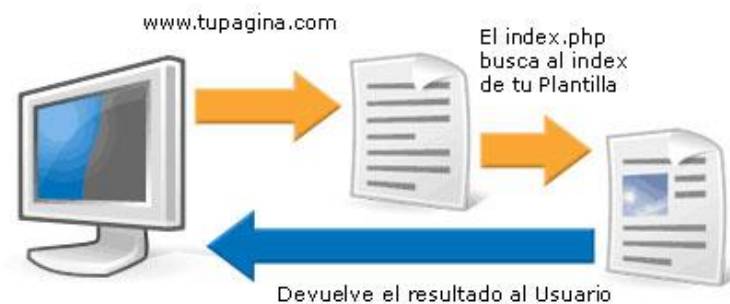 www.tupagina.com
El index.php
busca al index
de tu Plantilla
Devuelve el resultado al Usuario